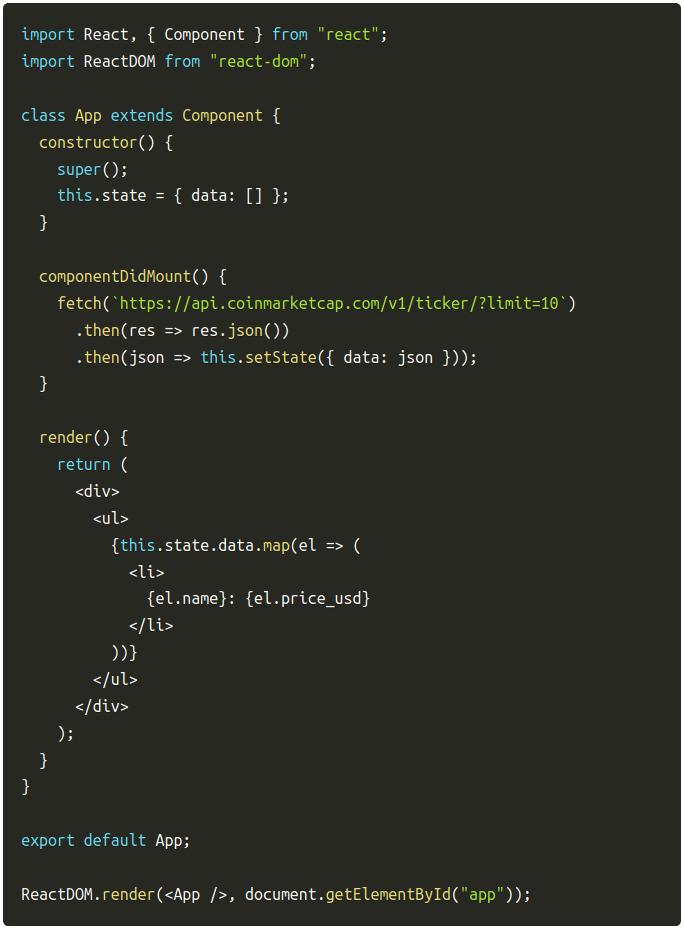 import React, { Component } from "react";
import ReactDOM from "react-dom";

class App extends Component {
  constructor() {
    super();
    this.state = { data: [] };
  }

  componentDidMount() {
    fetch(`https://api.coinmarketcap.com/v1/ticker/?limit=10`)
      .then(res => res.json())
      .then(json => this.setState({ data: json }));
  }

  render() {
    return (
      <div>
        <ul>
          {this.state.data.map(el => (
            <li>
              {el.name}: {el.price_usd}
            </li>
          ))}
        </ul>
      </div>
    );
  }
}

export default App;

ReactDOM.render(<App />, document.getElementById("app"));